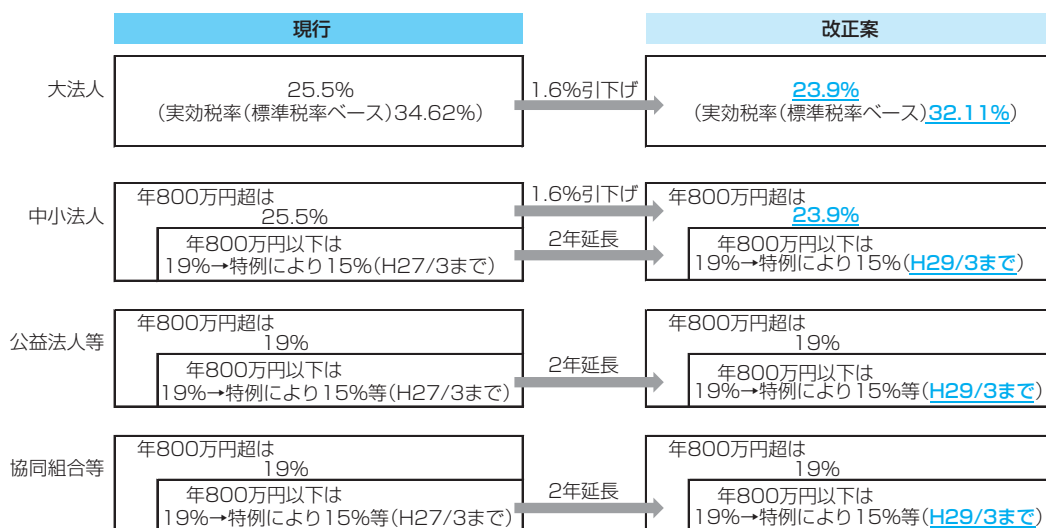 現行
改正案
大法人
25.5%
(実効税率(標準税率ベース)34.62%)
1.6%引下げ
23.9%
(実効税率(標準税率ベース)32.11%)
中小法人
年800万円超は
25.5%
年800万円以下は
19%→特例により15%(H27/3まで)
1.6%引下げ
2年延長
年800万円超は
23.9%
年800万円以下は
19%→特例により15%(H29/3まで)
公益法人等
年800万円超は
19%
年800万円以下は
19%→特例により15%等(H27/3まで)
2年延長
年800万円超は
19%
年800万円以下は
19%→特例により15%等(H29/3まで)
協同組合等
年800万円超は
19%
年800万円以下は
19%→特例により15%等(H27/3まで)
2年延長
年800万円超は
19%
年800万円以下は
19%→特例により15%等(H29/3まで)